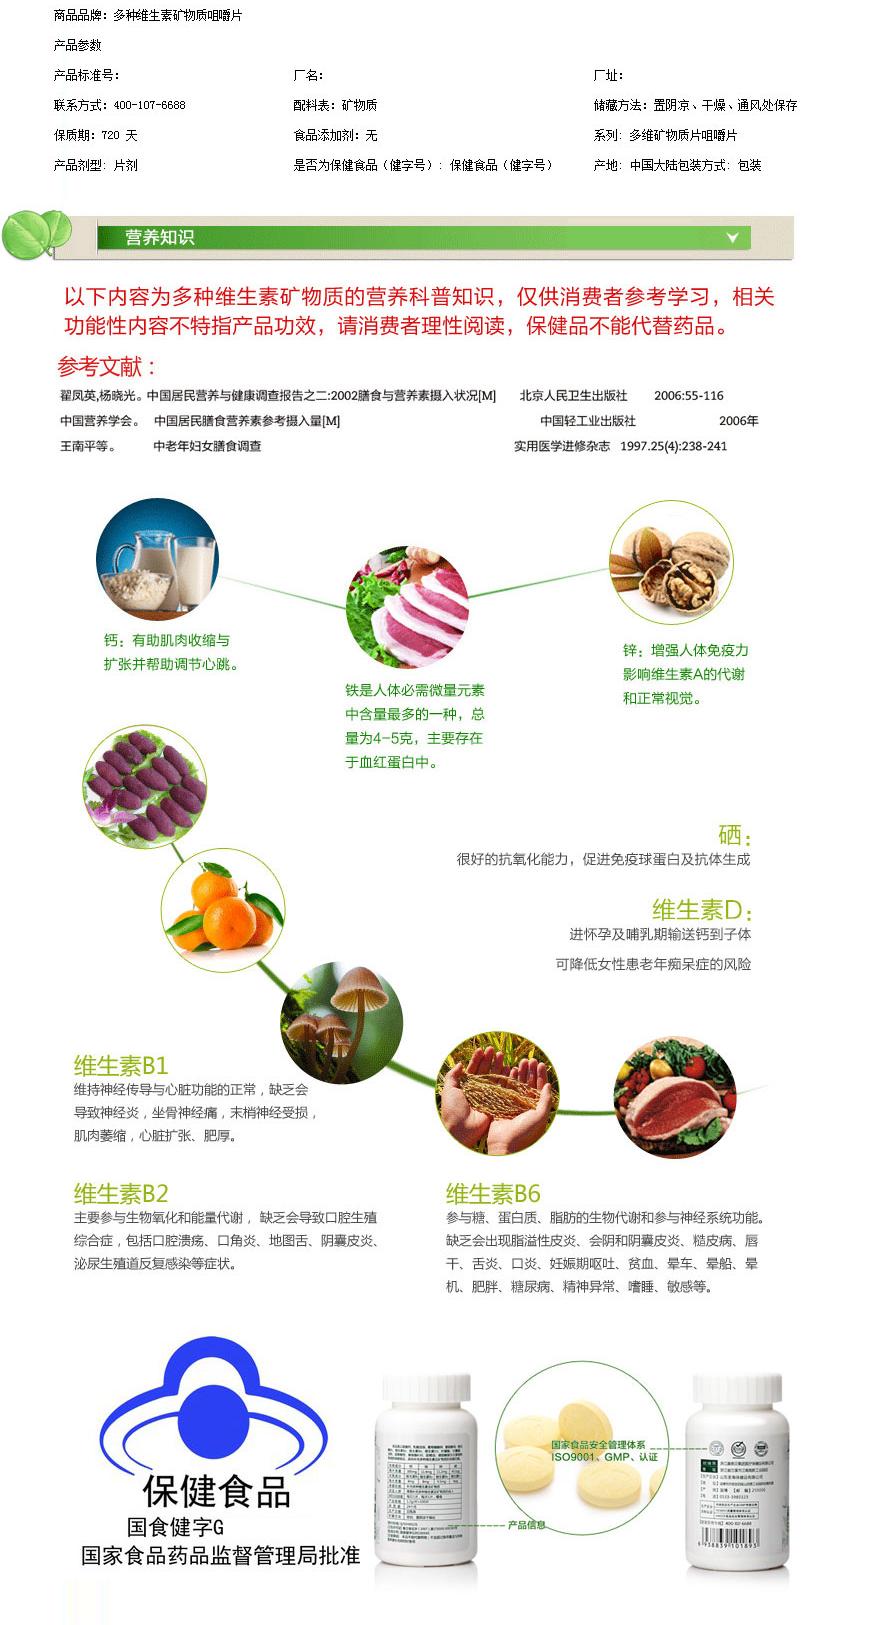 商品品牌：多种维生素矿物质咀嚼片
产品参数
产品标准号： 厂名： 厂址：
联系方式：400-107-6688 配料表：矿物质 储藏方法：置阴凉、干燥、通风处保存
保质期：720 天 食品添加剂：无 系列：多维矿物质片咀嚼片
产品剂型：片剂 是否为保健食品（健字号）：保健食品（健字号） 产地：中国大陆包装方式：包装
营养知识
以下内容为多种维生素矿物质的营养科普知识，仅供消费者参考学习，相关
功能性内容不特指产品功效，请消费者理性阅读，保健品不能代替药品。
参考文献：
翟凤英,杨晓光。中国居民营养与健康调查报告之二:2002膳食与营养素摄入状况[M] 北京人民卫生出版社 2006:55-116
中国营养学会。 中国居民膳食营养素参考摄入量[M] 中国轻工业出版社 2006年
王南平等。 中老年妇女膳食调查 实用医学进修杂志 1997.25(4):238-241
钙：有助肌肉收缩与
扩张并帮助调节心跳。
铁是人体必需微量元素
中含量最多的一种，总
量为4-5克，主要存在
于血红蛋白中。
锌：增强人体免疫力
影响维生素A的代谢
和正常视觉。
硒：
很好的抗氧化能力，促进免疫球蛋白及抗体生成
维生素D：
进怀孕及哺乳期输送钙到子体
可降低女性患老年痴呆症的风险
维生素B1
维持神经传导与心脏功能的正常，缺乏会
导致神经炎，坐骨神经痛，末梢神经受损，
肌肉萎缩，心脏扩张、肥厚。
维生素B2
主要参与生物氧化和能量代谢，缺乏会导致口腔生殖
综合症，包括口腔溃疡、口角炎、地图舌、阴囊皮炎、
泌尿生殖道反复感染等症状。
维生素B6
参与糖、蛋白质、脂肪的生物代谢和参与神经系统功能。
缺乏会出现脂溢性皮炎、会阴和阴囊皮炎、糙皮病、唇
干、舌炎、口炎、妊娠期呕吐、贫血、晕车、晕船、晕
机、肥胖、糖尿病、精神异常、嗜睡、敏感等。
保健食品
国食健字G
国家食品药品监督管理局批准
国家食品安全管理体系
ISO9001、GMP、认证
产品信息
6 938839 101893